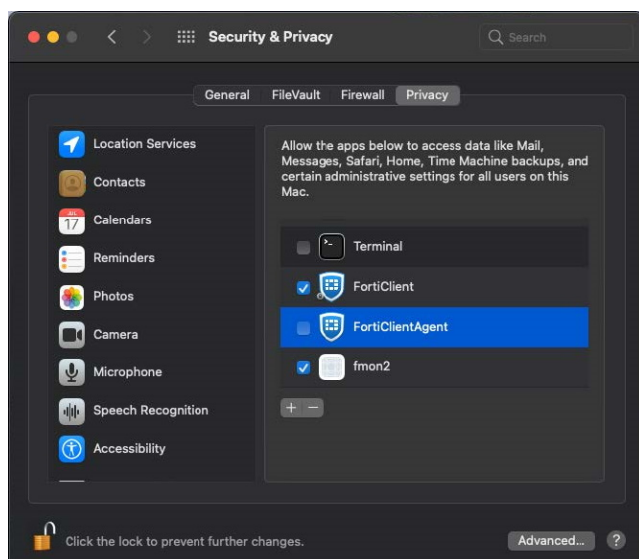 Security & Privacy
Search
General
FileVault
Firewall
Privacy
Location Services
Contacts
JUL
17
Calendars
Reminders
Photos
Camera
Microphone
Speech Recognition
Accessibility
Allow the apps below to access data like Mail,
Messages, Safari, Home, Time Machine backups, and
certain administrative settings for all users on this
Mac.
Terminal
FortiClient
FortiClientAgent
fmon2
+ −
Click the lock to prevent further changes.
Advanced...
?